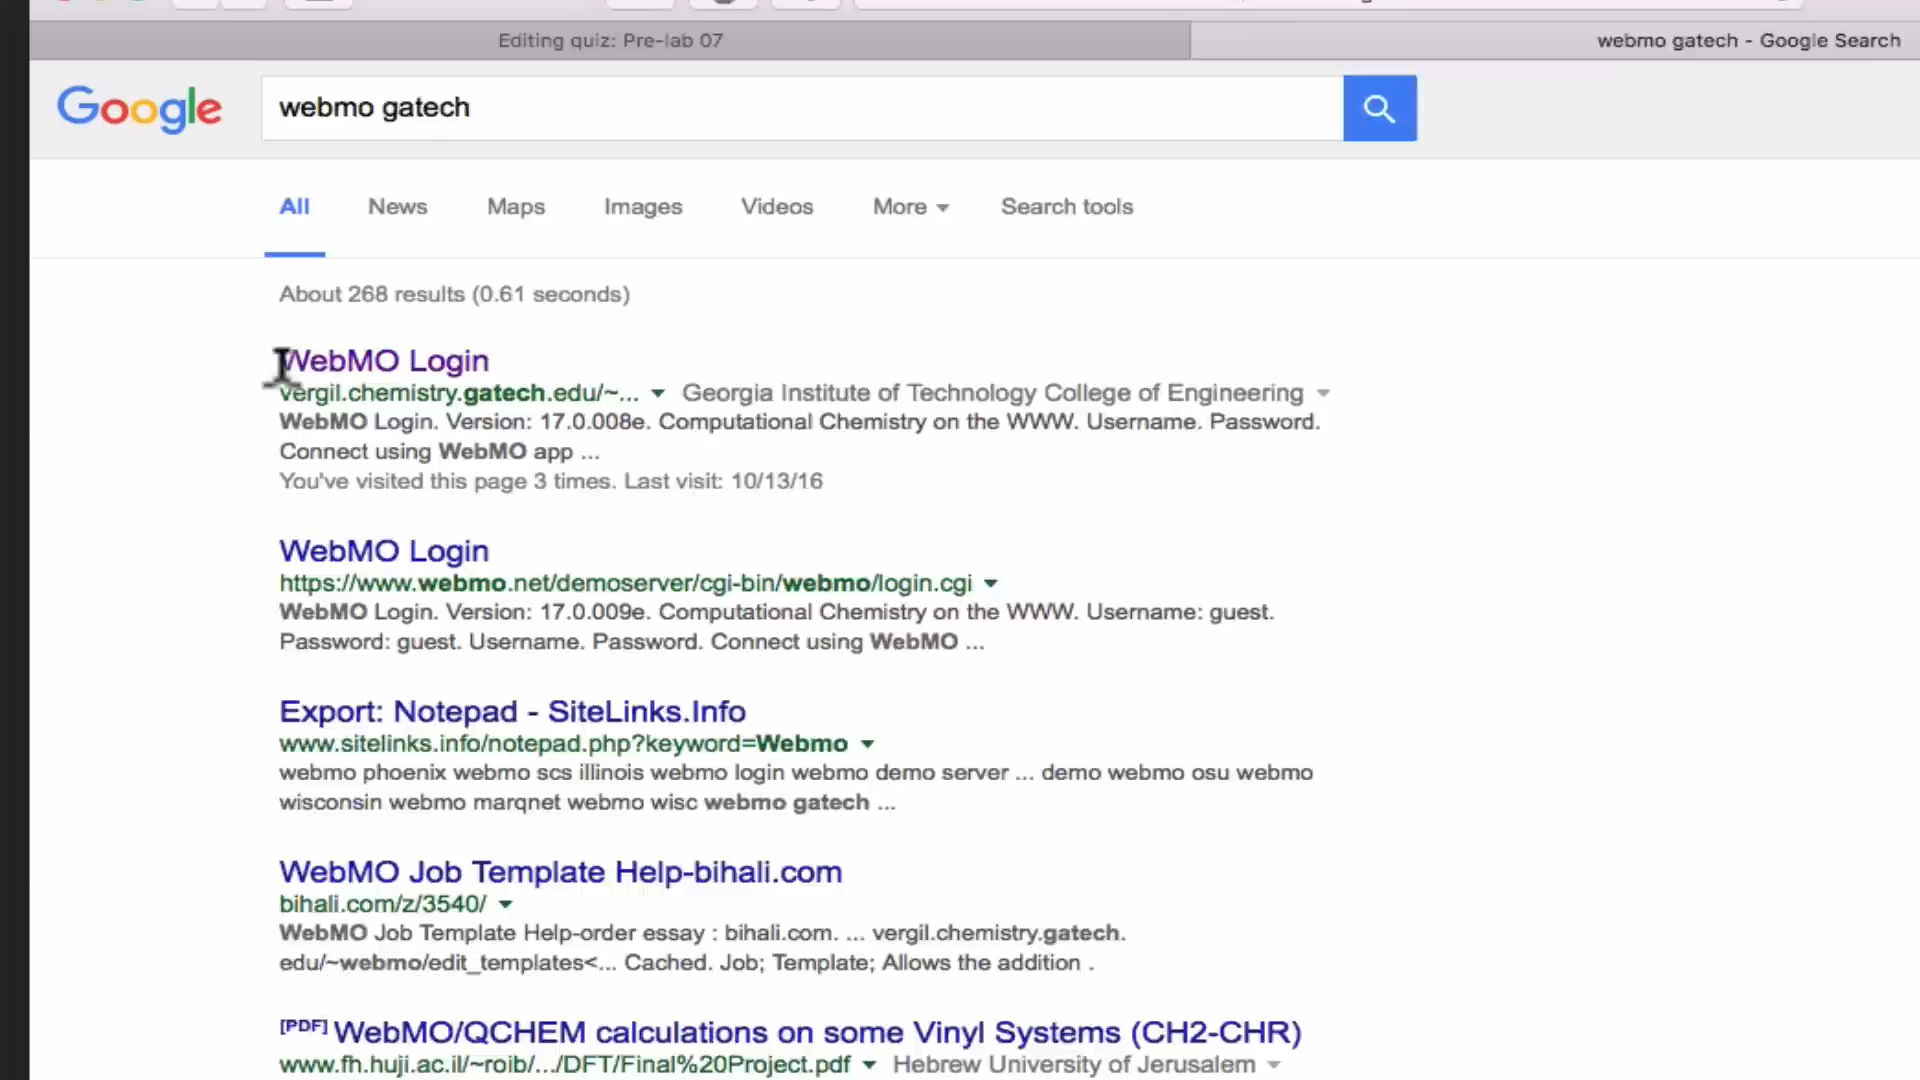 Editing quiz: Pre-lab 07
webmo gatech - Google Search
Google
webmo gatech
All News Maps Images Videos More Search tools
About 268 results (0.61 seconds)
WebMO Login
vergil.chemistry.gatech.edu/~... Georgia Institute of Technology College of Engineering
WebMO Login. Version: 17.0.008e. Computational Chemistry on the WWW. Username. Password.
Connect using WebMO app ...
You've visited this page 3 times. Last visit: 10/13/16
WebMO Login
https://www.webmo.net/demoserver/cgi-bin/webmo/login.cgi
WebMO Login. Version: 17.0.009e. Computational Chemistry on the WWW. Username: guest.
Password: guest. Username. Password. Connect using WebMO ...
Export: Notepad - SiteLinks.Info
www.sitelinks.info/notepad.php?keyword=Webmo
webmo phoenix webmo scs illinois webmo login webmo demo server ... demo webmo osu webmo
wisconsin webmo marqnet webmo wisc webmo gatech ...
WebMO Job Template Help-bihali.com
bihali.com/z/3540/
WebMO Job Template Help-order essay : bihali.com. ... vergil.chemistry.gatech.
edu/~webmo/edit_templates<... Cached. Job; Template; Allows the addition .
[PDF] WebMO/QCHEM calculations on some Vinyl Systems (CH2-CHR)
www.fh.huji.ac.il/~roib/.../DFT/Final%20Project.pdf Hebrew University of Jerusalem